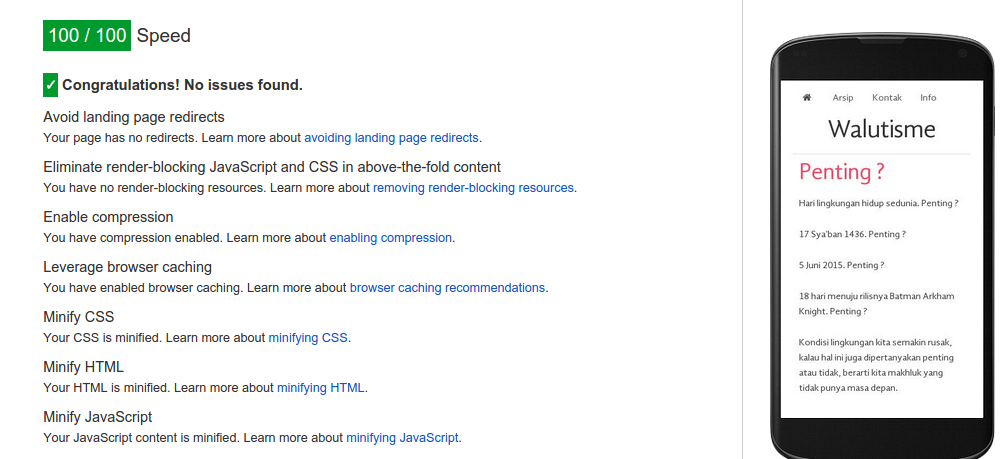 100 / 100 Speed
✓ Congratulations! No issues found.
Avoid landing page redirects
Your page has no redirects. Learn more about avoiding landing page redirects.
Eliminate render-blocking JavaScript and CSS in above-the-fold content
You have no render-blocking resources. Learn more about removing render-blocking resources.
Enable compression
You have compression enabled. Learn more about enabling compression.
Leverage browser caching
You have enabled browser caching. Learn more about browser caching recommendations.
Minify CSS
Your CSS is minified. Learn more about minifying CSS.
Minify HTML
Your HTML is minified. Learn more about minifying HTML.
Minify JavaScript
Your JavaScript content is minified. Learn more about minifying JavaScript.
Arsip Kontak Info
Walutisme
Penting ?
Hari lingkungan hidup sedunia. Penting ?
17 Sya'ban 1436. Penting ?
5 Juni 2015. Penting ?
18 hari menuju rilisnya Batman Arkham
Knight. Penting ?
Kondisi lingkungan kita semakin rusak,
kalau hal ini juga dipertanyakan penting
atau tidak, berarti kita makhluk yang
tidak punya masa depan.